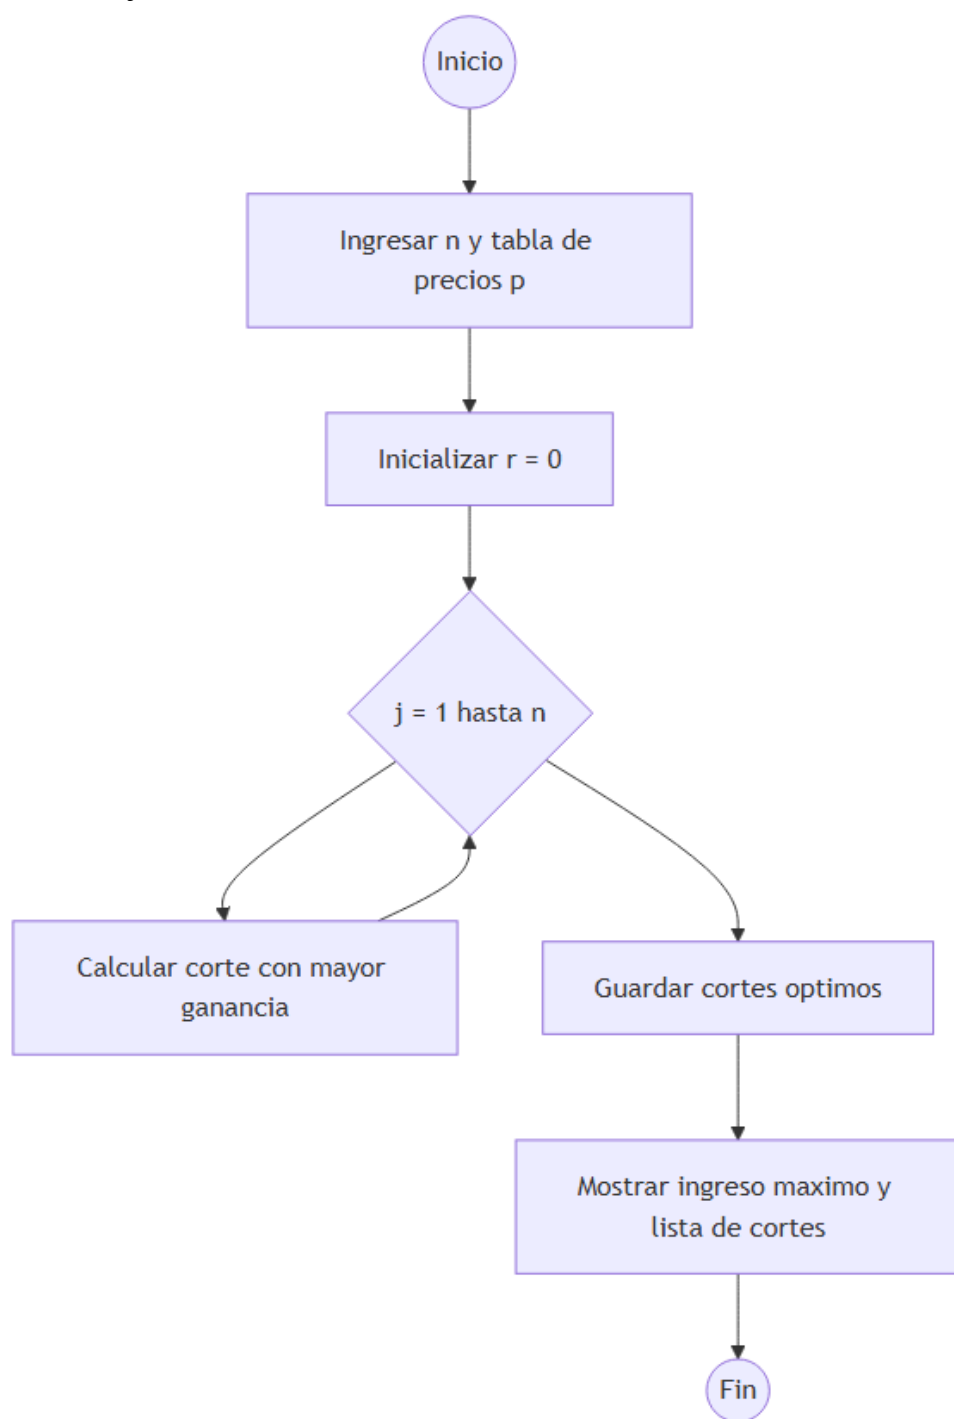 Inicio
Ingresar n y tabla de
precios p
Inicializar r = 0
j = 1 hasta n
Calcular corte con mayor
ganancia
Guardar cortes optimos
Mostrar ingreso maximo y
lista de cortes
Fin